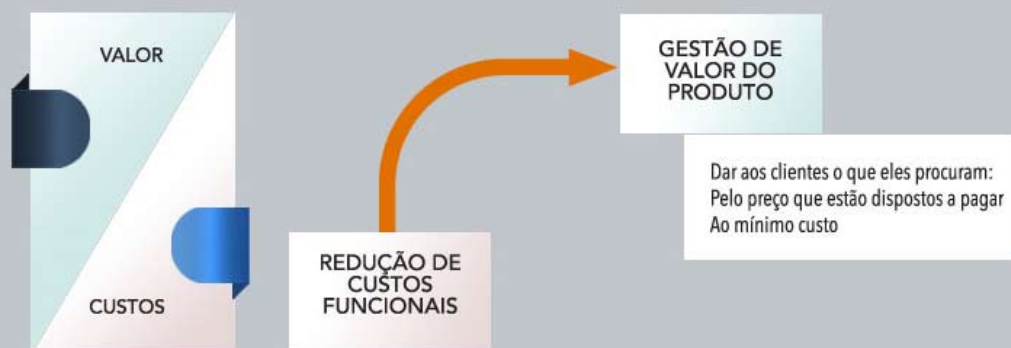 VALOR
CUSTOS
REDUÇÃO DE
CUSTOS
FUNCIONAIS
GESTÃO DE
VALOR DO
PRODUTO
Dar aos clientes o que eles procuram:
Pelo preço que estão dispostos a pagar
Ao mínimo custo